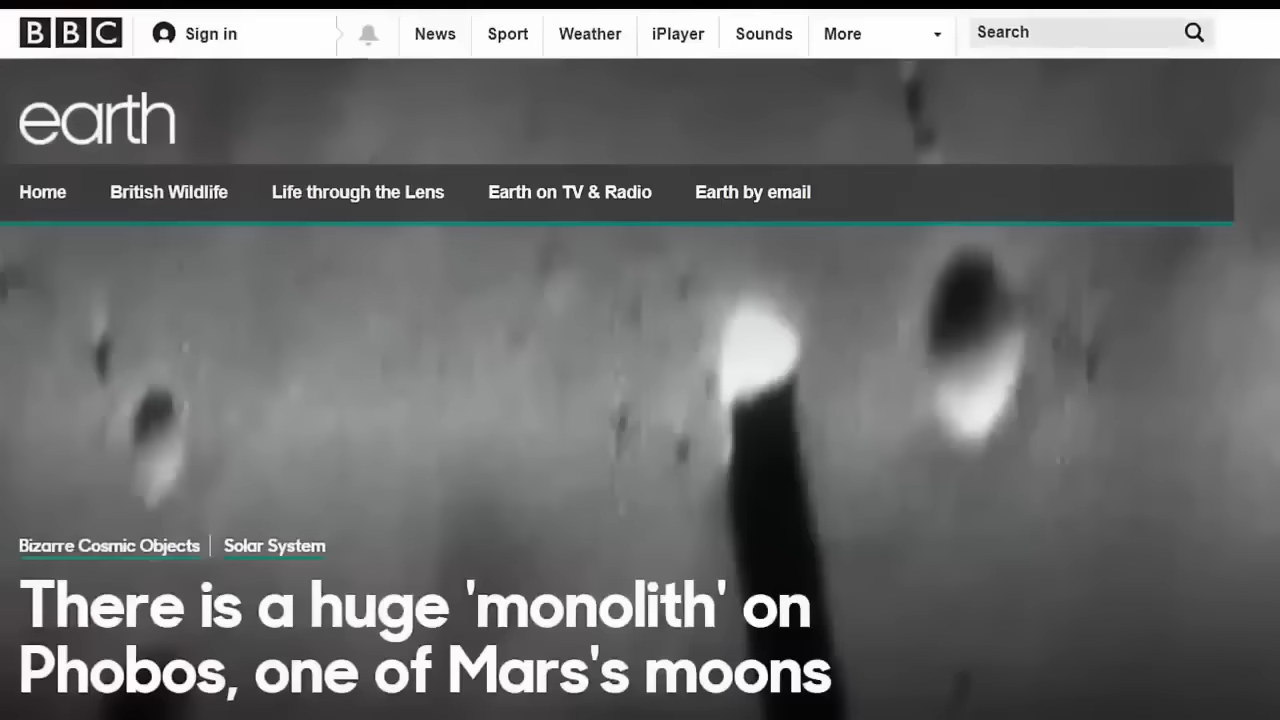 BBC Sign in News Sport Weather iPlayer Sounds More Search
earth
Home British Wildlife Life through the Lens Earth on TV & Radio Earth by email
Bizarre Cosmic Objects Solar System
There is a huge 'monolith' on
Phobos, one of Mars's moons